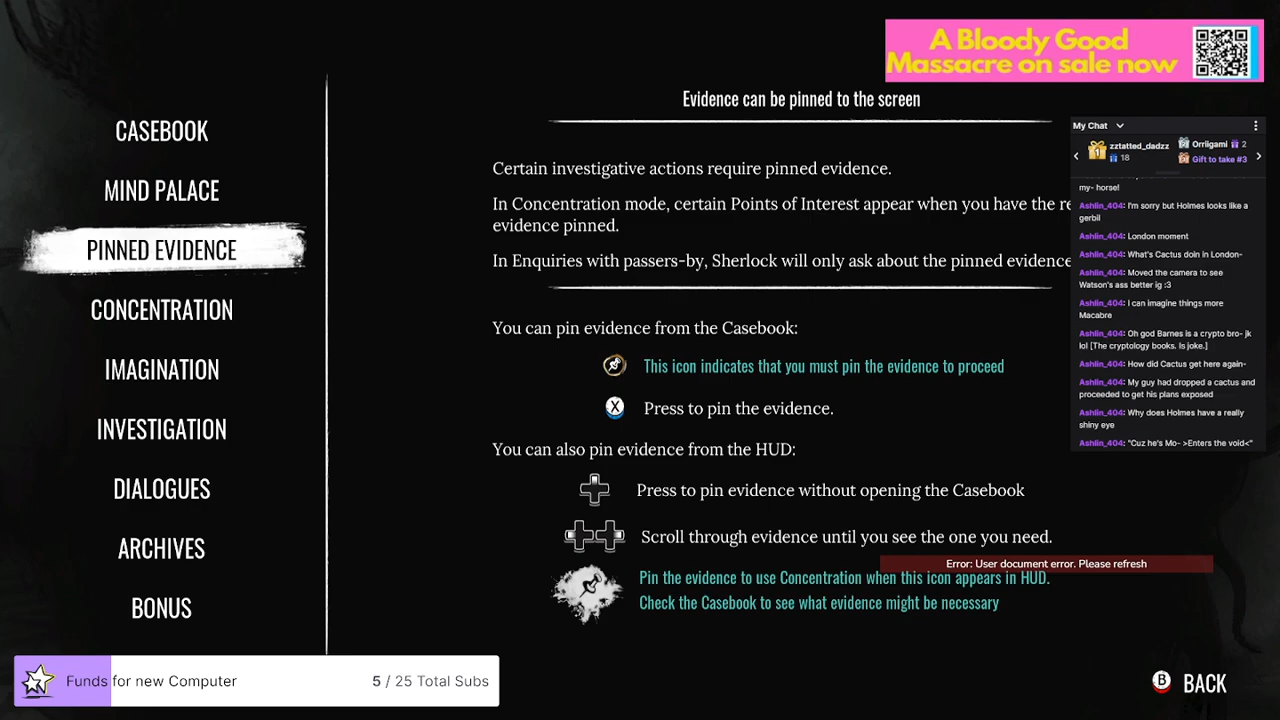 A Bloody Good
Massacre on sale now
Evidence can be pinned to the screen
CASEBOOK
MIND PALACE
PINNED EVIDENCE
CONCENTRATION
IMAGINATION
INVESTIGATION
DIALOGUES
ARCHIVES
BONUS
Certain investigative actions require pinned evidence.
In Concentration mode, certain Points of Interest appear when you have the re
evidence pinned.
In Enquiries with passers-by, Sherlock will only ask about the pinned evidence
You can pin evidence from the Casebook:
This icon indicates that you must pin the evidence to proceed
X Press to pin the evidence.
You can also pin evidence from the HUD:
Press to pin evidence without opening the Casebook
Scroll through evidence until you see the one you need.
Pin the evidence to use Concentration when this icon appears in HUD.
Check the Casebook to see what evidence might be necessary
My Chat
1 zztatted_dadzz
18
2 Orriigami 2
3 Gift to take #3
my- horse!
Ashlin_404: I'm sorry but Holmes looks like a
gerbil
Ashlin_404: London moment
Ashlin_404: What's Cactus doin in London-
Ashlin_404: Moved the camera to see
Watson's ass better ig :3
Ashlin_404: I can imagine things more
Macabre
Ashlin_404: Oh god Barnes is a crypto bro- jk
lol [The cryptology books. Is joke.]
Ashlin_404: How did Cactus get here again-
Ashlin_404: My guy had dropped a cactus and
proceeded to get his plans exposed
Ashlin_404: Why does Holmes have a really
shiny eye
Ashlin_404: "Cuz he's Mo- >Enters the void<"
Error: User document error. Please refresh
Funds for new Computer 5 / 25 Total Subs
B BACK